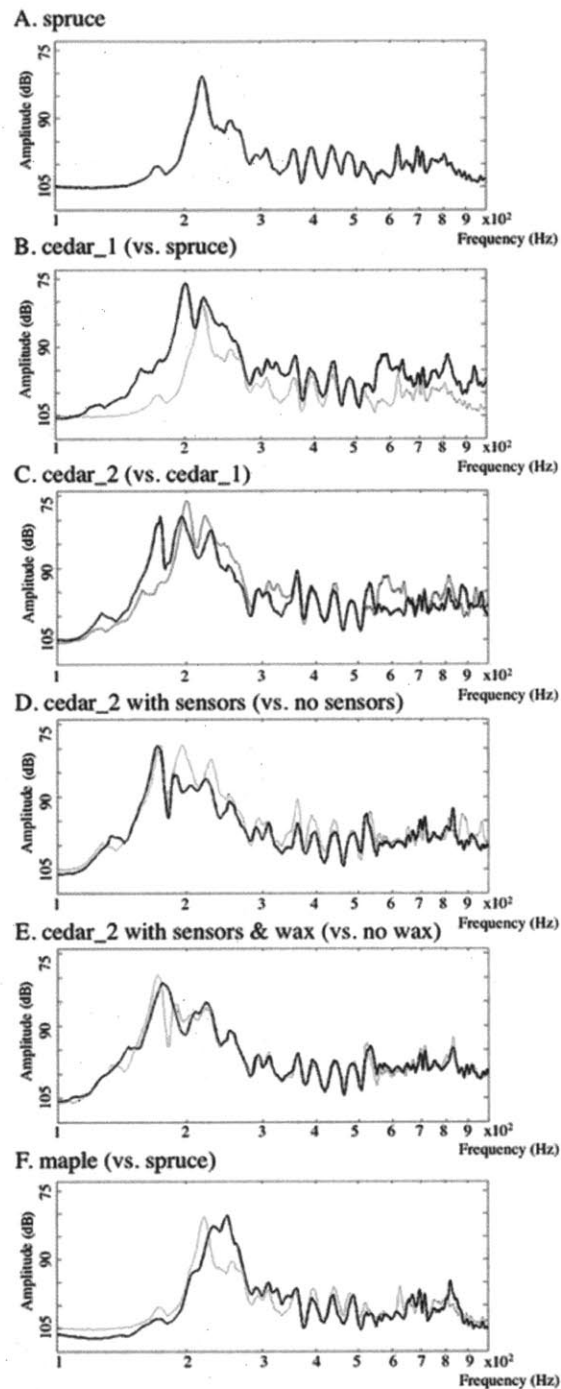 A. spruce
Amplitude (dB)
75
90
105
1 2 3 4 5 6 7 8 9 x10²
Frequency (Hz)
B. cedar_1 (vs. spruce)
Amplitude (dB)
75
90
105
1 2 3 4 5 6 7 8 9 x10²
Frequency (Hz)
C. cedar_2 (vs. cedar_1)
Amplitude (dB)
75
90
105
1 2 3 4 5 6 7 8 9 x10²
Frequency (Hz)
D. cedar_2 with sensors (vs. no sensors)
Amplitude (dB)
75
90
105
1 2 3 4 5 6 7 8 9 x10²
Frequency (Hz)
E. cedar_2 with sensors & wax (vs. no wax)
Amplitude (dB)
75
90
105
1 2 3 4 5 6 7 8 9 x10²
Frequency (Hz)
F. maple (vs. spruce)
Amplitude (dB)
75
90
105
1 2 3 4 5 6 7 8 9 x10²
Frequency (Hz)